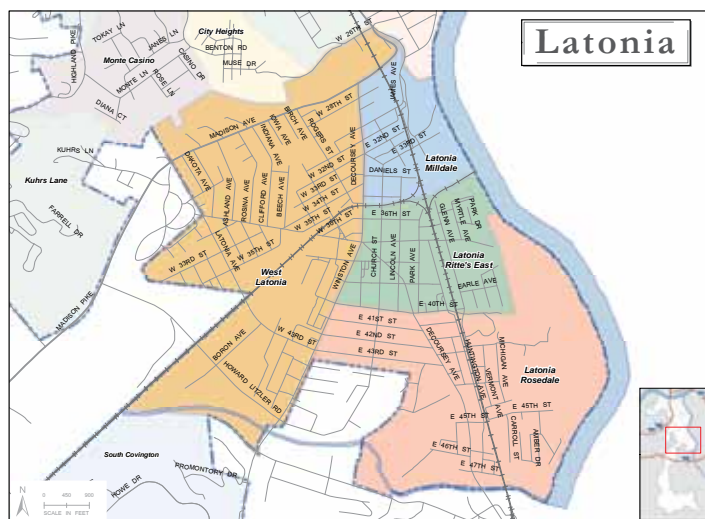 Latonia
City Heights
Monte Casino
Kuhrs Lane
West
Latonia
Latonia
Milldale
Latonia
Ritte's East
Latonia
Rosedale
South Covington
HIGHLAND PIKE
TOKAY LN
JANES LN
CASINO DR
MONTE LN
ROSE LN
DIANA CT
BENTON RD
MUSE DR
W 26TH ST
MADISON AVE
W 28TH ST
JAMES AVE
KUHRS LN
DAKOTA AVE
INDIANA AVE
IOWA AVE
BIRCH AVE
ROGERS ST
DECOURSEY AVE
E 32ND ST
E 33RD ST
DANIELS ST
ASHLAND AVE
ROSINA AVE
CLIFFORD AVE
BEECH AVE
W 32ND ST
W 33RD ST
W 34TH ST
W 35TH ST
W 36TH ST
E 36TH ST
FARRELL DR
LATONIA AVE
W 35TH ST
W 33RD ST
WINSTON AVE
CHURCH ST
LINCOLN AVE
PARK AVE
GLENN AVE
MYRTLE AVE
PARK DR
EARLE AVE
E 40TH ST
MADISON PIKE
BORON AVE
HOWARD LITZLER RD
W 43RD ST
E 41ST ST
E 42ND ST
E 43RD ST
DECOURSEY AVE
HUNTINGTON AVE
VERMONT AVE
MICHIGAN AVE
E 45TH ST
E 45TH ST
CARROLL ST
AMBER DR
E 46TH ST
E 47TH ST
PROMONTORY DR
HOWE DR
N
0 450 900
SCALE IN FEET